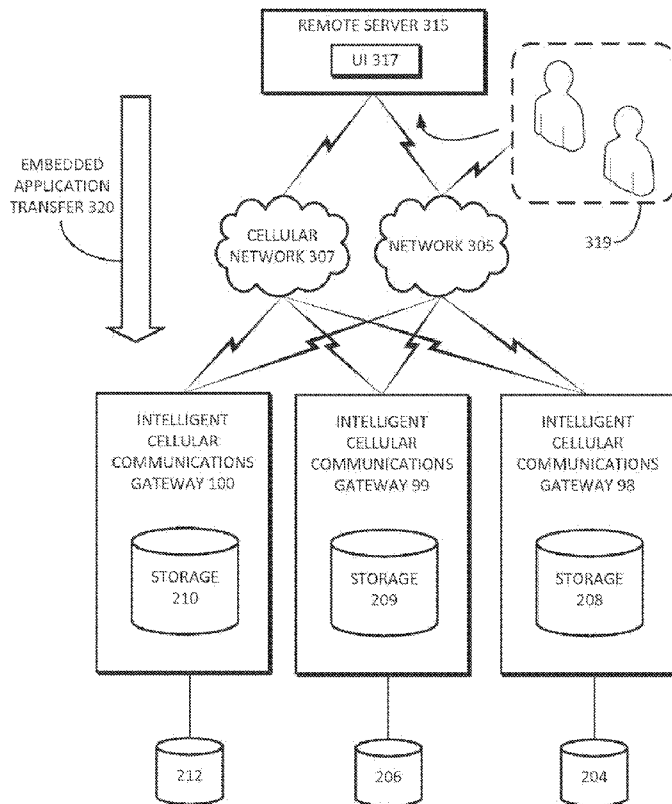 REMOTE SERVER 315
UI 317
EMBEDDED
APPLICATION
TRANSFER 320
CELLULAR
NETWORK 307
NETWORK 305
319
INTELLIGENT
CELLULAR
COMMUNICATIONS
GATEWAY 100
INTELLIGENT
CELLULAR
COMMUNICATIONS
GATEWAY 99
INTELLIGENT
CELLULAR
COMMUNICATIONS
GATEWAY 98
STORAGE
210
STORAGE
209
STORAGE
208
212
206
204